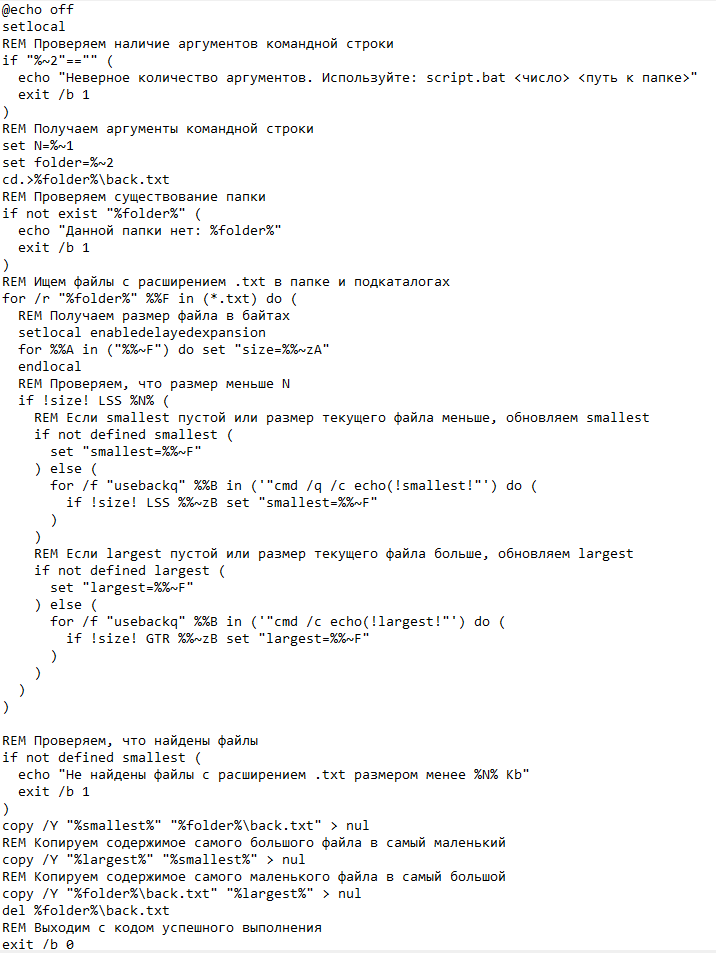 @echo off
setlocal
REM Проверяем наличие аргументов командной строки
if "%~2"=="" (
  echo "Неверное количество аргументов. Используйте: script.bat <число> <путь к папке>"
  exit /b 1
)
REM Получаем аргументы командной строки
set N=%~1
set folder=%~2
cd.>%folder%\back.txt
REM Проверяем существование папки
if not exist "%folder%" (
  echo "Данной папки нет: %folder%"
  exit /b 1
)
REM Ищем файлы с расширением .txt в папке и подкаталогах
for /r "%folder%" %%F in (*.txt) do (
  REM Получаем размер файла в байтах
  setlocal enabledelayedexpansion
  for %%A in ("%%~F") do set "size=%%~zA"
  endlocal
  REM Проверяем, что размер меньше N
  if !size! LSS %N% (
    REM Если smallest пустой или размер текущего файла меньше, обновляем smallest
    if not defined smallest (
      set "smallest=%%~F"
    ) else (
      for /f "usebackq" %%B in ('"cmd /q /c echo(!smallest!"') do (
        if !size! LSS %%~zB set "smallest=%%~F"
      )
    )
    REM Если largest пустой или размер текущего файла больше, обновляем largest
    if not defined largest (
      set "largest=%%~F"
    ) else (
      for /f "usebackq" %%B in ('"cmd /c echo(!largest!"') do (
        if !size! GTR %%~zB set "largest=%%~F"
      )
    )
  )
)

REM Проверяем, что найдены файлы
if not defined smallest (
  echo "Не найдены файлы с расширением .txt размером менее %N% Kb"
  exit /b 1
)
copy /Y "%smallest%" "%folder%\back.txt" > nul
REM Копируем содержимое самого большого файла в самый маленький
copy /Y "%largest%" "%smallest%" > nul
REM Копируем содержимое самого маленького файла в самый большой
copy /Y "%folder%\back.txt" "%largest%" > nul
del %folder%\back.txt
REM Выходим с кодом успешного выполнения
exit /b 0